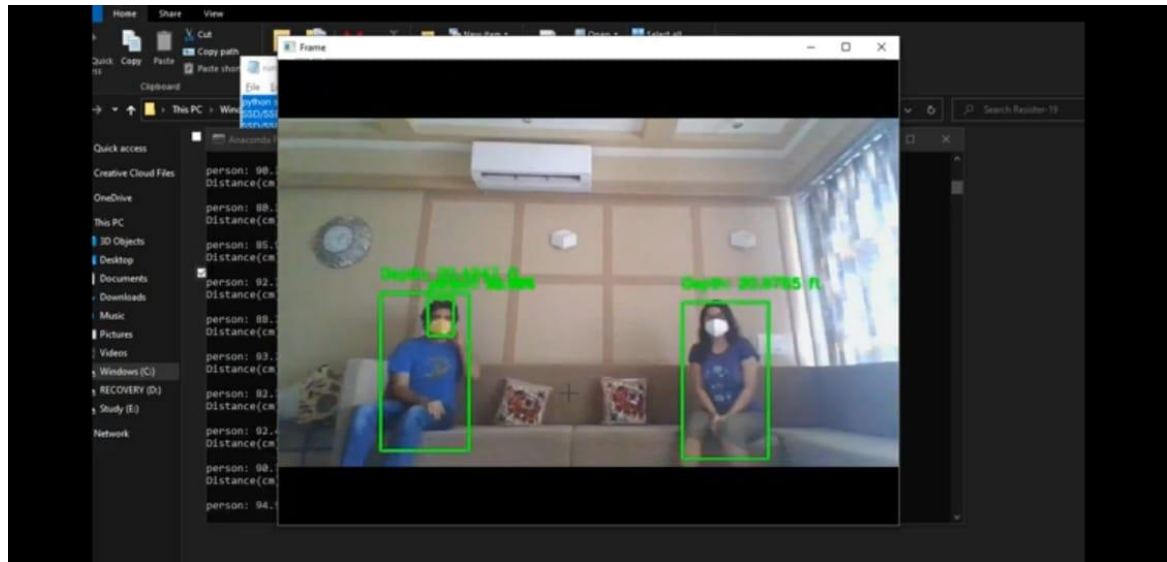 Home Share View
Cut
Copy path
Paste
Quick
Copy
Paste
Clipboard
New item
Open
Select all
Frame
File
python
This PC
SSD/SS
Search Resister-19
Quick access
Creative Cloud Files
OneDrive
This PC
3D Objects
Desktop
Documents
Downloads
Music
Pictures
Videos
Windows (C:)
RECOVERY (D:)
Study (E:)
Network
Anaconda
person: 90.
Distance(cm
person: 80.
Distance(cm
person: 85.
Distance(cm
person: 92.
Distance(cm
person: 88.
Distance(cm
person: 93.
Distance(cm
person: 82.
Distance(cm
person: 92.
Distance(cm
person: 90.
Distance(cm
person: 94.
Depth:
Depth: 20.8765 ft